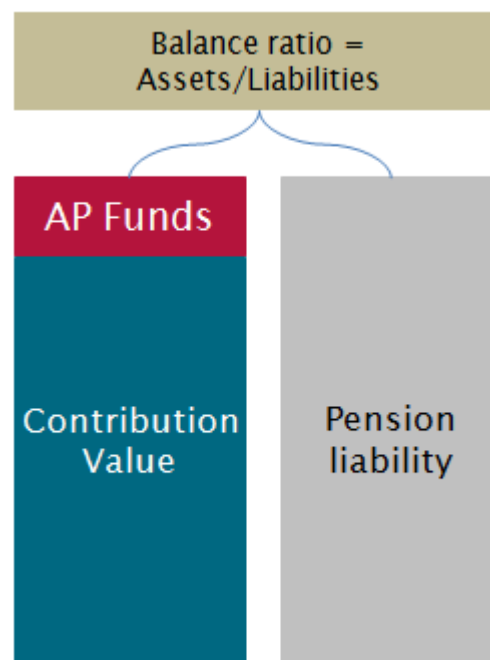 Balance ratio =
Assets/Liabilities
AP Funds
Contribution
Value
Pension
liability